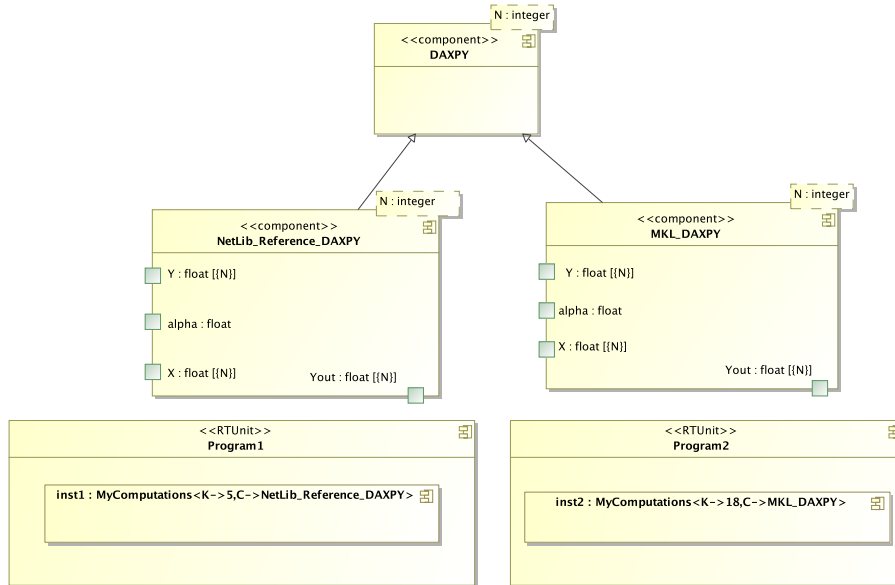 N : integer
<<component>>
DAXPY
N : integer
<<component>>
NetLib_Reference_DAXPY
Y : float [{N}]
alpha : float
X : float [{N}]
Yout : float [{N}]
N : integer
<<component>>
MKL_DAXPY
Y : float [{N}]
alpha : float
X : float [{N}]
Yout : float [{N}]
<<RTUnit>>
Program1
inst1 : MyComputations<K->5,C->NetLib_Reference_DAXPY>
<<RTUnit>>
Program2
inst2 : MyComputations<K->18,C->MKL_DAXPY>